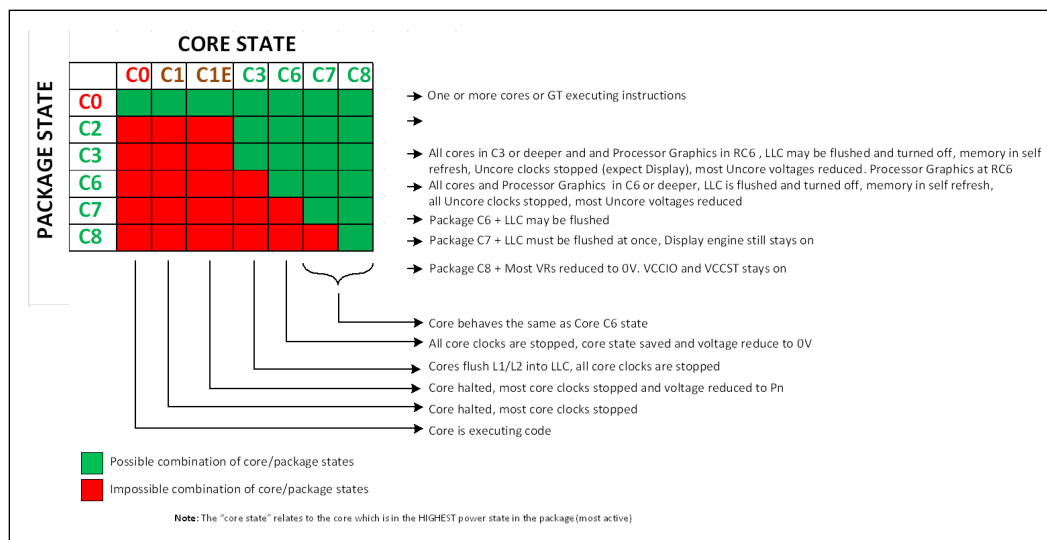 CORE STATE
PACKAGE STATE
C0 C1 C1E C3 C6 C7 C8
C0
C2
C3
C6
C7
C8
One or more cores or GT executing instructions
All cores in C3 or deeper and and Processor Graphics in RC6 , LLC may be flushed and turned off, memory in self
refresh, Uncore clocks stopped (expect Display), most Uncore voltages reduced. Processor Graphics at RC6
All cores and Processor Graphics in C6 or deeper, LLC is flushed and turned off, memory in self refresh,
all Uncore clocks stopped, most Uncore voltages reduced
Package C6 + LLC may be flushed
Package C7 + LLC must be flushed at once, Display engine still stays on
Package C8 + Most VRs reduced to 0V. VCCIO and VCCST stays on
Core behaves the same as Core C6 state
All core clocks are stopped, core state saved and voltage reduce to 0V
Cores flush L1/L2 into LLC, all core clocks are stopped
Core halted, most core clocks stopped and voltage reduced to Pn
Core halted, most core clocks stopped
Core is executing code
Possible combination of core/package states
Impossible combination of core/package states
Note: The "core state" relates to the core which is in the HIGHEST power state in the package (most active)